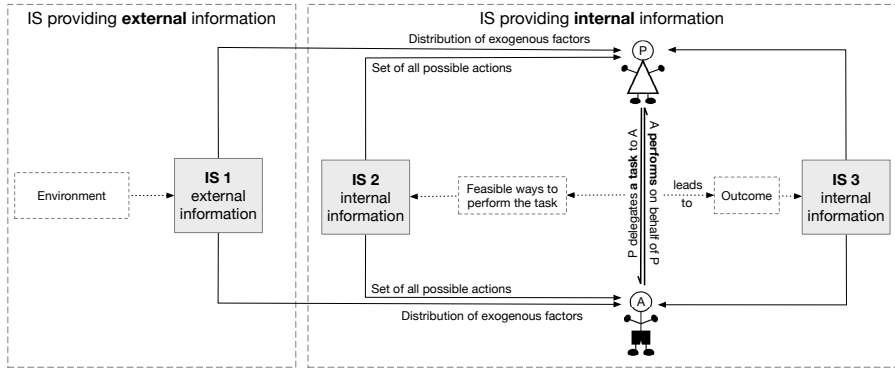 IS providing external information
IS providing internal information
Distribution of exogenous factors
P
Set of all possible actions
Environment
IS 1
external
information
IS 2
internal
information
Feasible ways to
perform the task
P delegates a task to A
A performs on behalf of P
leads
to
Outcome
IS 3
internal
information
Set of all possible actions
A
Distribution of exogenous factors